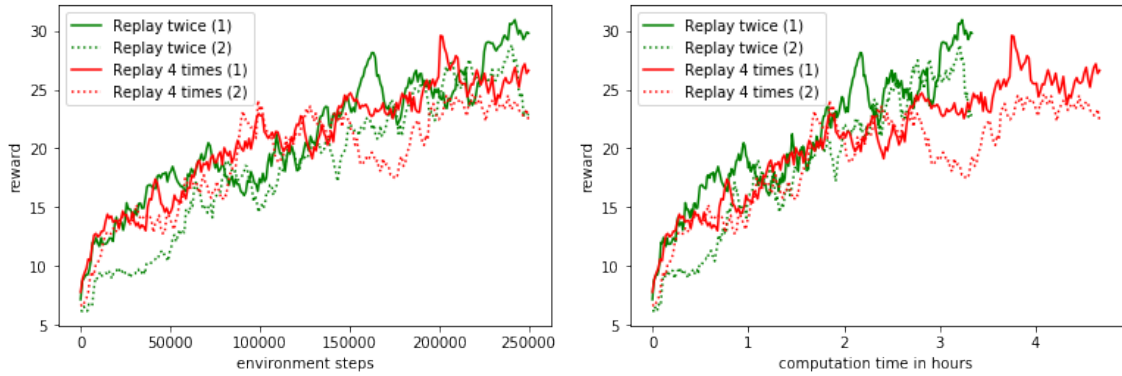 30
25
20
15
10
5
reward
Replay twice (1)
Replay twice (2)
Replay 4 times (1)
Replay 4 times (2)
0 50000 100000 150000 200000 250000
environment steps
30
25
20
15
10
5
reward
Replay twice (1)
Replay twice (2)
Replay 4 times (1)
Replay 4 times (2)
0 1 2 3 4
computation time in hours